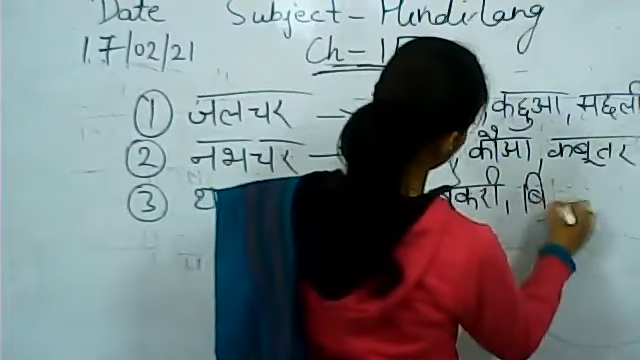 Date Subject - Hindi Lang
17/02/21 Ch-1
① जलचर → , कछुआ, मछली
② नभचर → , कौआ, कबूतर
③ बकरी, बि